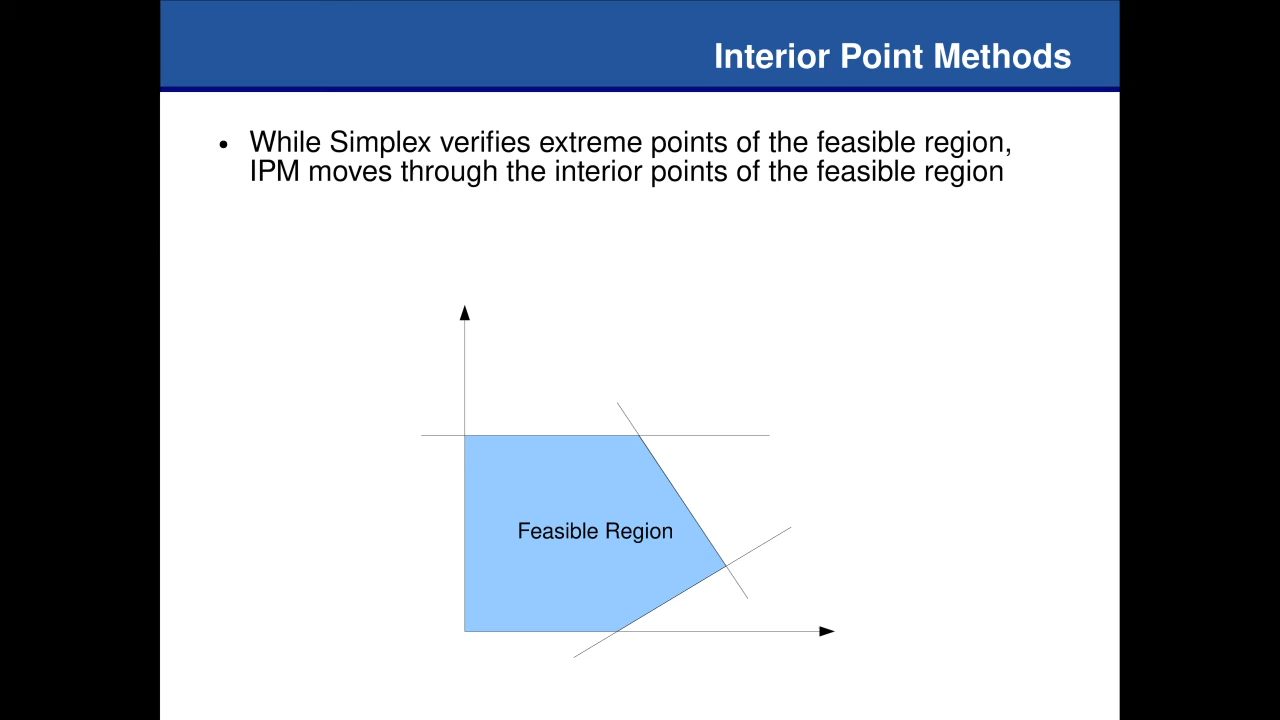 Interior Point Methods
• While Simplex verifies extreme points of the feasible region,
IPM moves through the interior points of the feasible region
Feasible Region